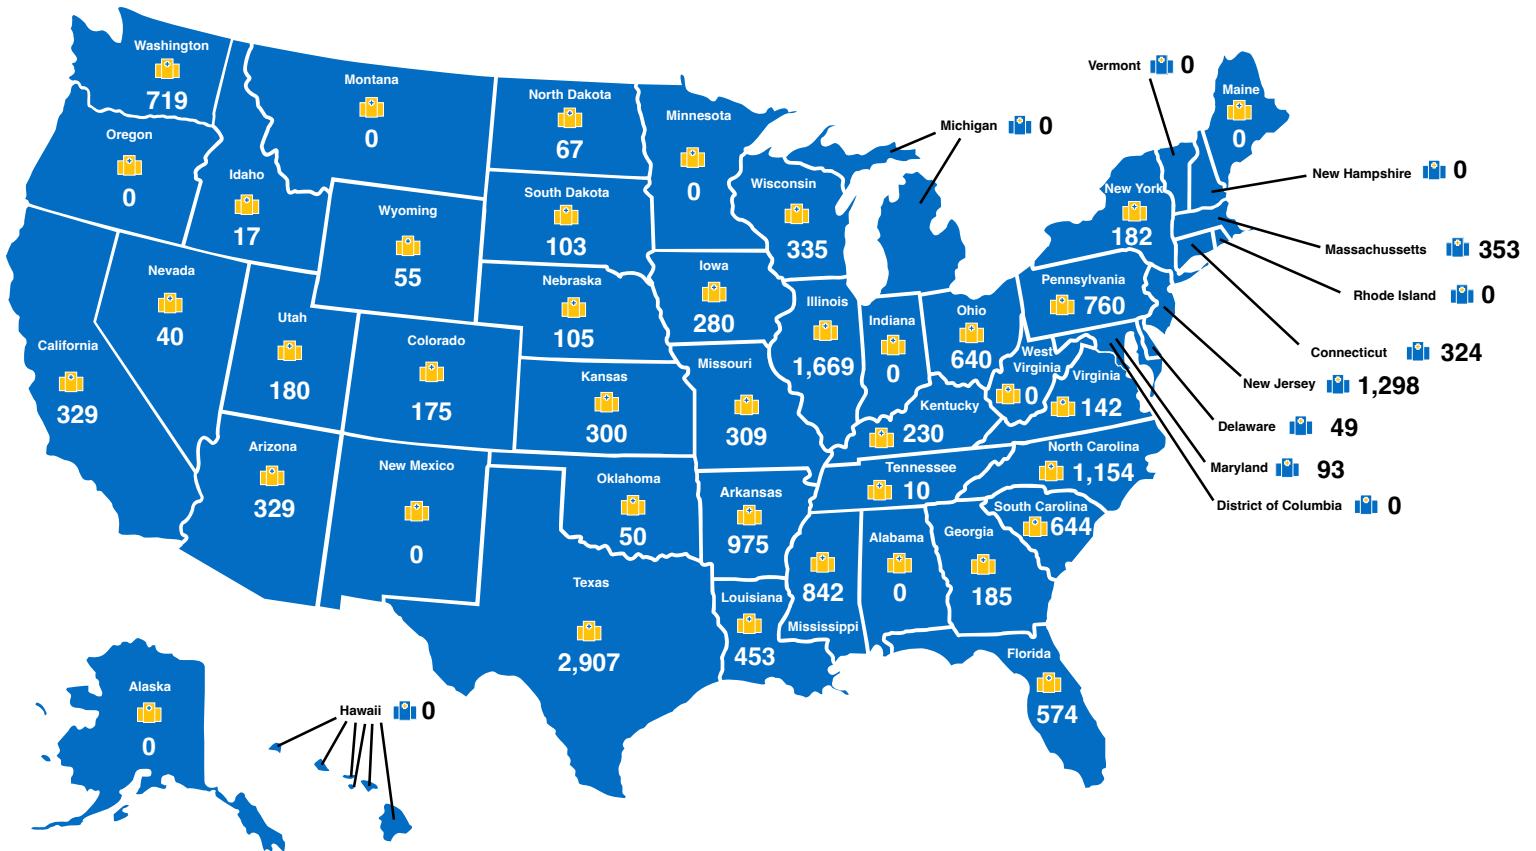 Washington
719
Oregon
0
Idaho
17
Montana
0
North Dakota
67
Minnesota
0
Wyoming
55
South Dakota
103
Wisconsin
335
Michigan 0
Vermont 0
Maine
0
New Hampshire 0
New York
182
Massachussetts 353
Rhode Island 0
Connecticut 324
New Jersey 1,298
Delaware 49
Maryland 93
District of Columbia 0
Nevada
40
California
329
Utah
180
Colorado
175
Nebraska
105
Iowa
280
Illinois
1,669
Indiana
0
Ohio
640
Pennsylvania
760
West
Virginia
0
Virginia
142
Kansas
300
Missouri
309
Kentucky
230
Arizona
329
New Mexico
0
Oklahoma
50
Arkansas
975
Tennessee
10
North Carolina
1,154
South Carolina
644
Texas
2,907
Louisiana
453
842
Mississippi
Alabama
0
Georgia
185
Florida
574
Alaska
0
Hawaii 0